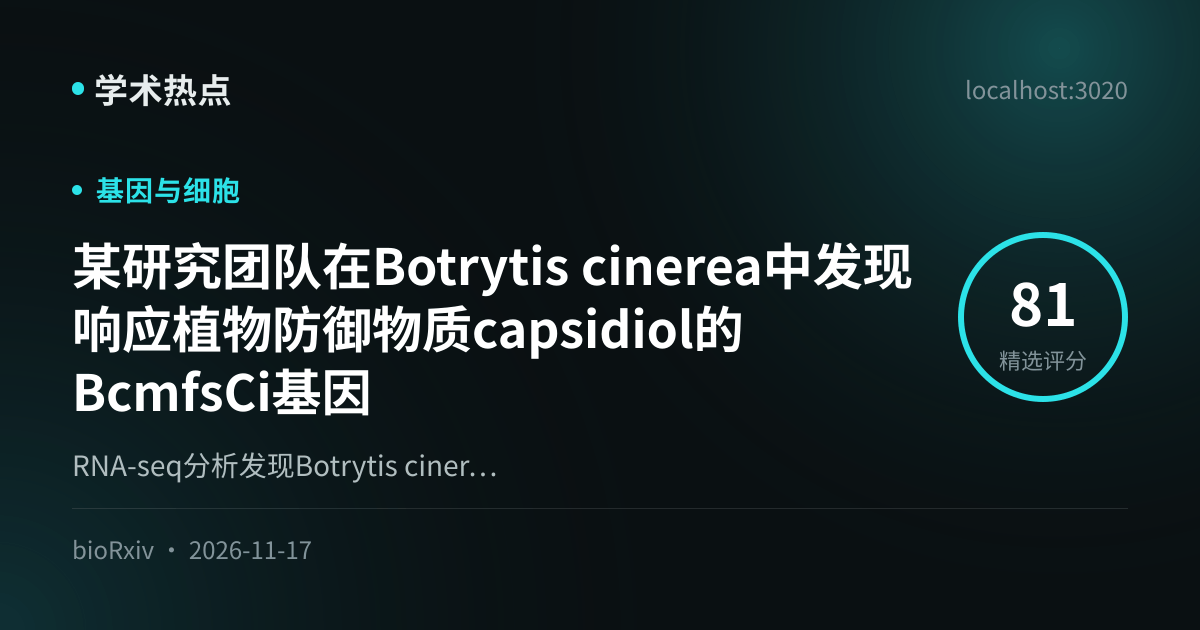 学术热点
localhost:3020
基因与细胞
某研究团队在Botrytis cinerea中发现
响应植物防御物质capsidiol的
BcmfsCi基因
81
精选评分
RNA-seq分析发现Botrytis ciner…
bioRxiv · 2026-11-17